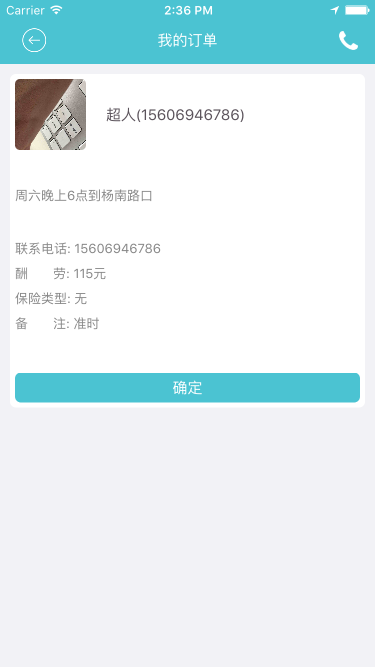 Carrier 2:36 PM
我的订单
超人(15606946786)
周六晚上6点到杨南路口
联系电话: 15606946786
酬 劳: 115元
保险类型: 无
备 注: 准时
确定